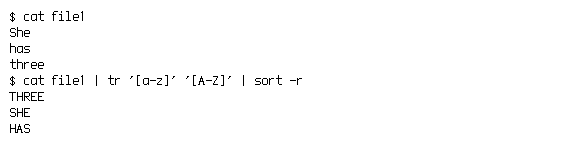 $ cat file1
She
has
three
$ cat file1 | tr '[a-z]' '[A-Z]' | sort -r
THREE
SHE
HAS